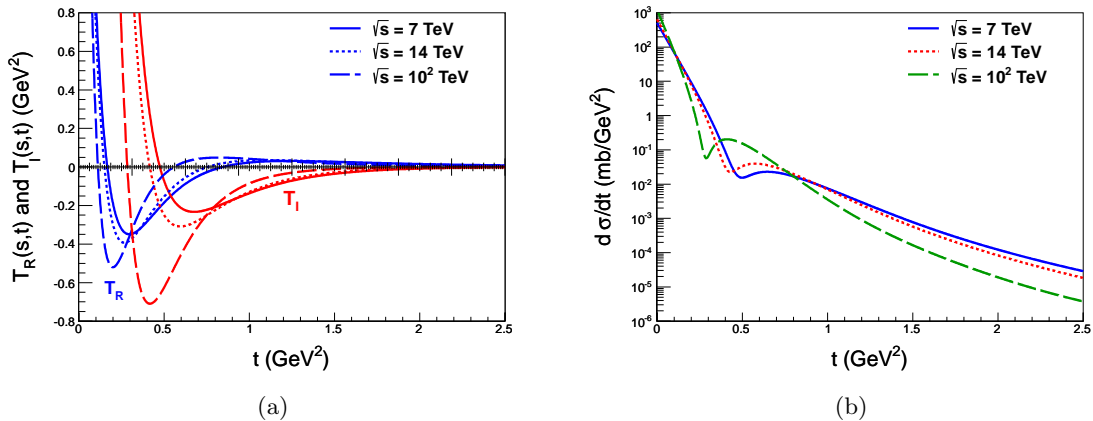 T_R(s,t) and T_I(s,t) (GeV^2)
0.8
0.6
0.4
0.2
0
-0.2
-0.4
-0.6
-0.8
√s = 7 TeV
√s = 14 TeV
√s = 10^2 TeV
T_I
T_R
0 0.5 1 1.5 2 2.5
t (GeV^2)
(a)
dσ/dt (mb/GeV^2)
10^3
10^2
10
1
10^-1
10^-2
10^-3
10^-4
10^-5
10^-6
√s = 7 TeV
√s = 14 TeV
√s = 10^2 TeV
0 0.5 1 1.5 2 2.5
t (GeV^2)
(b)